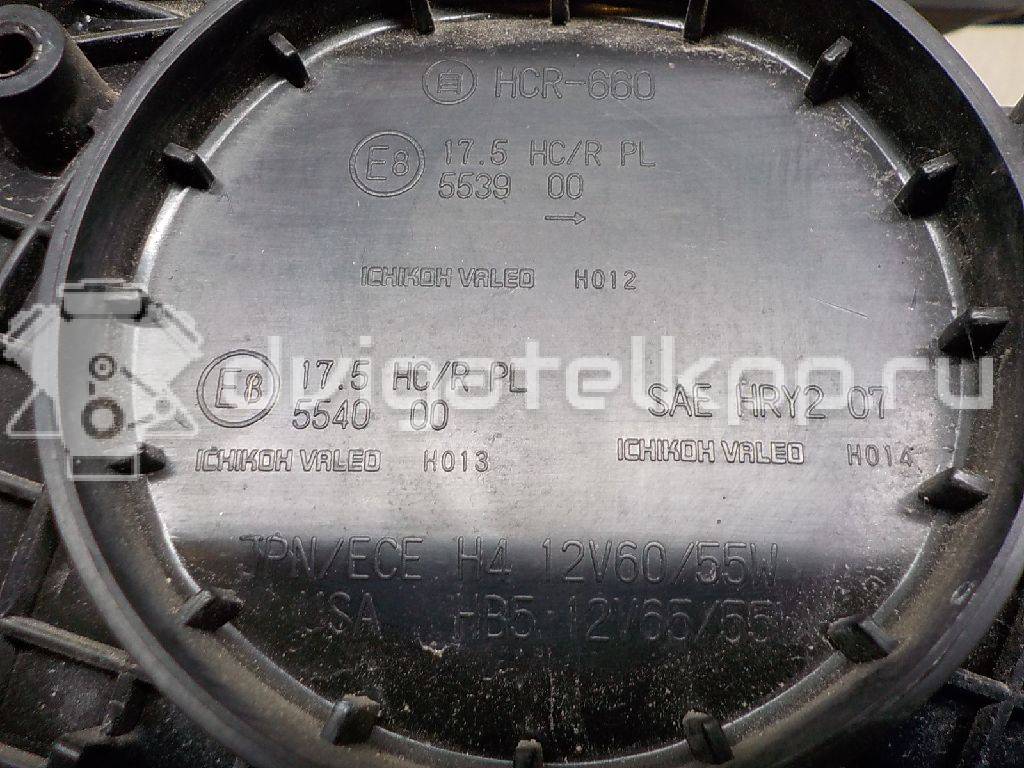 自 HCR-660
E8 17.5 HC/R PL
5539 00
→
ICHIKOH VALEO H012
E8 17.5 HC/R PL
5540 00
ICHIKOH VALEO H013
SAE HRY2 07
ICHIKOH VALEO H014
dvigatelkpp.ru
JPN/ECE H4 12V60/55W
USA HB5 12V65/55W